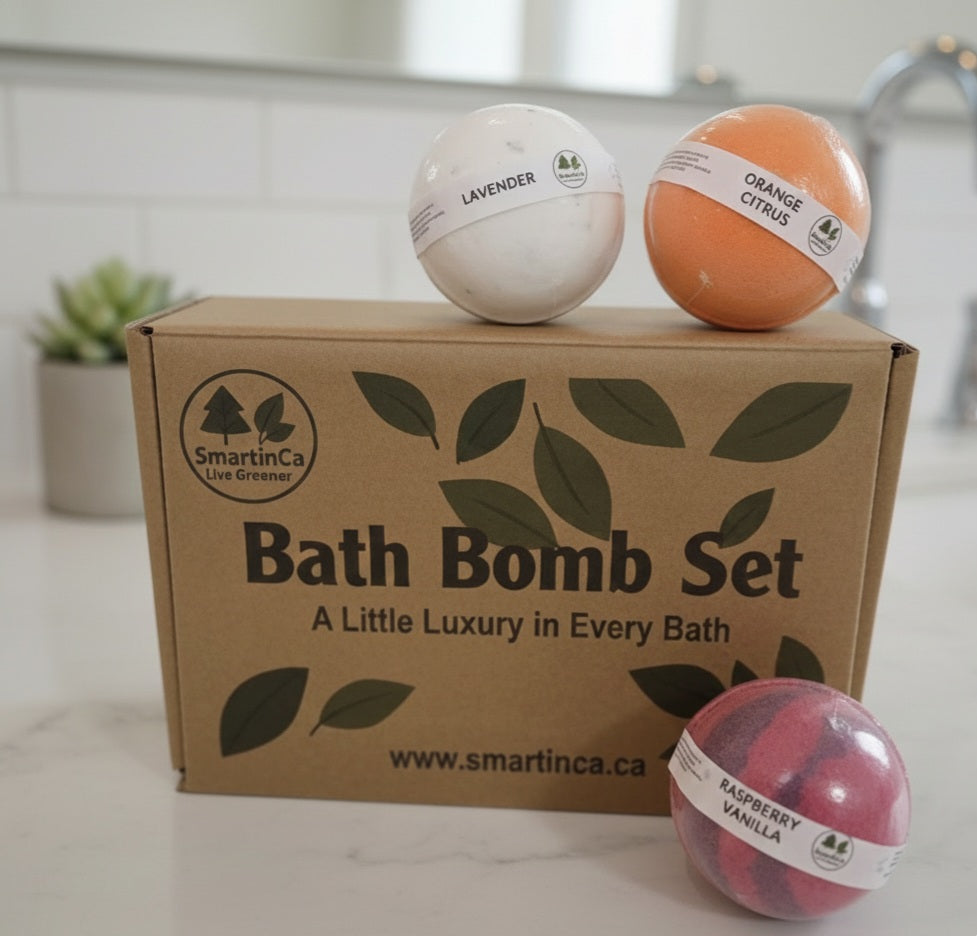 LAVENDER
ORANGE
CITRUS
SmartinCa
Live Greener
Bath Bomb Set
A Little Luxury in Every Bath
www.smartinca.ca
RASPBERRY
VANILLA